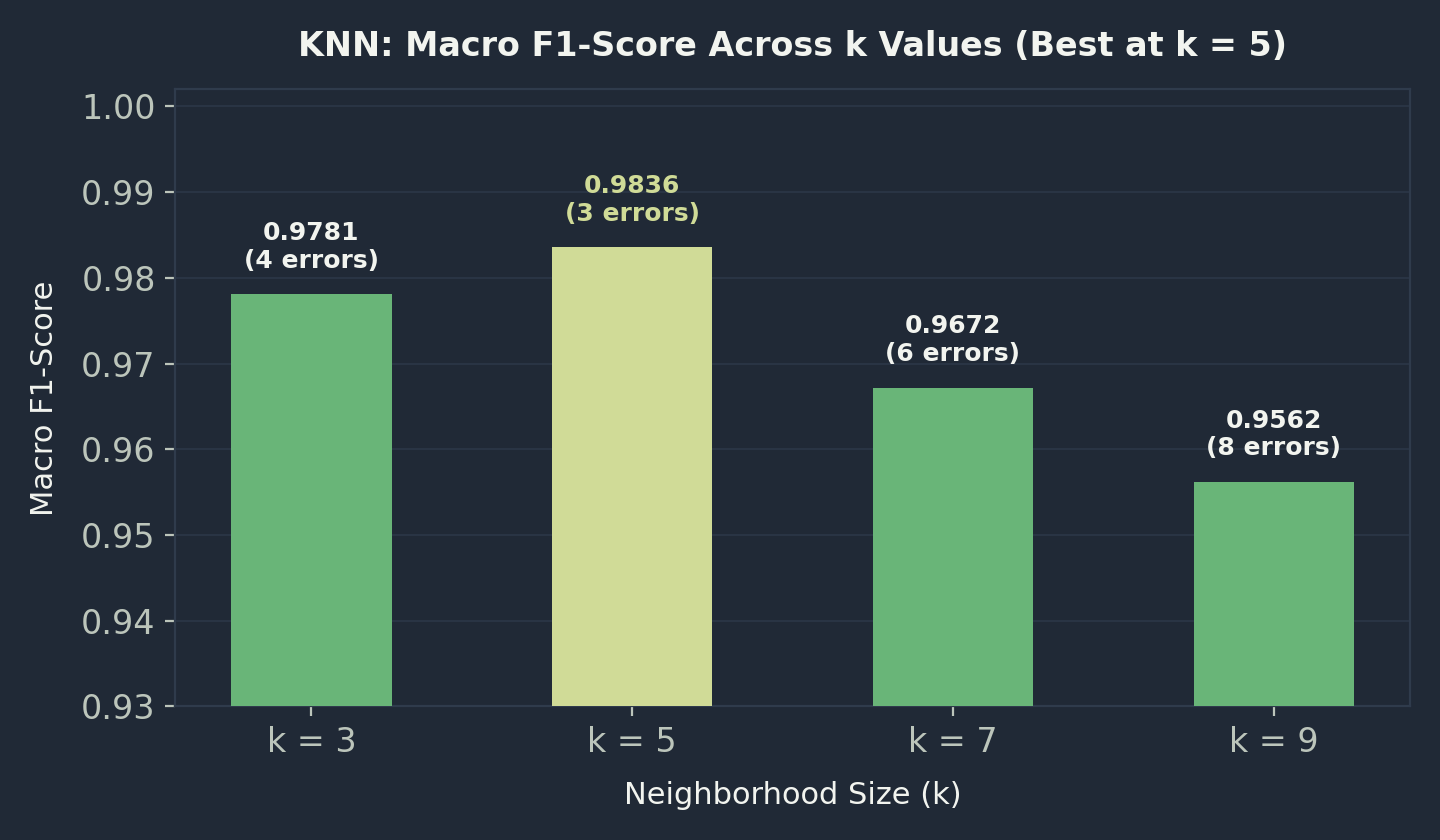 KNN: Macro F1-Score Across k Values (Best at k = 5)
Macro F1-Score
1.00
0.99
0.98
0.97
0.96
0.95
0.94
0.93
0.9781
(4 errors)
0.9836
(3 errors)
0.9672
(6 errors)
0.9562
(8 errors)
k = 3
k = 5
k = 7
k = 9
Neighborhood Size (k)